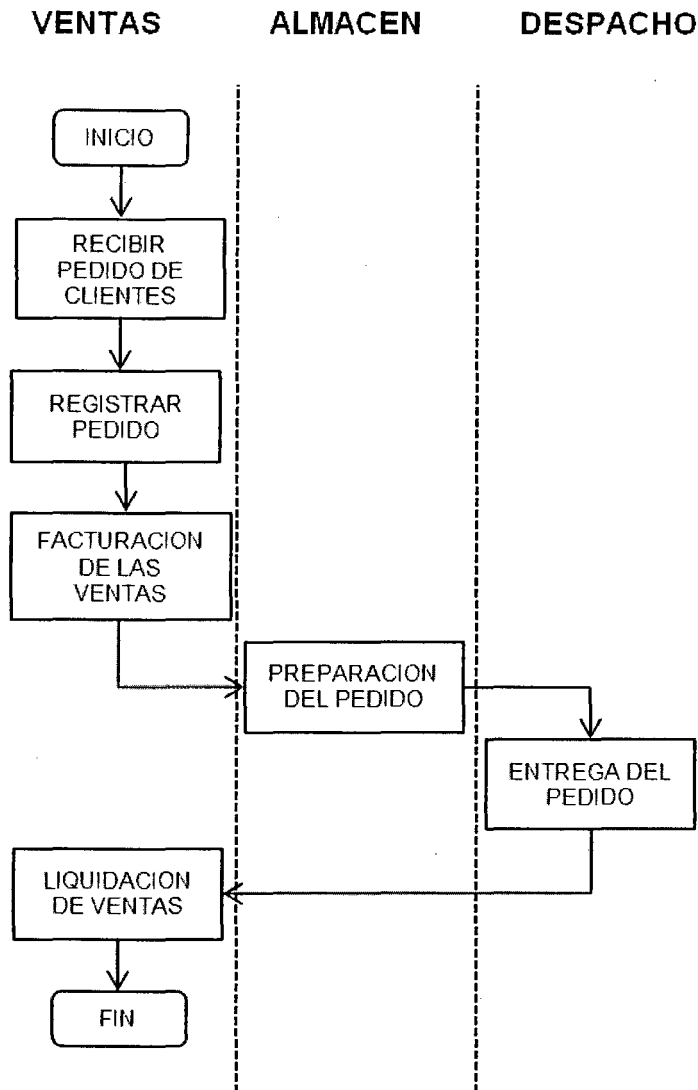 VENTAS ALMACEN DESPACHO
INICIO
RECIBIR
PEDIDO DE
CLIENTES
REGISTRAR
PEDIDO
FACTURACION
DE LAS
VENTAS
PREPARACION
DEL PEDIDO
ENTREGA DEL
PEDIDO
LIQUIDACION
DE VENTAS
FIN